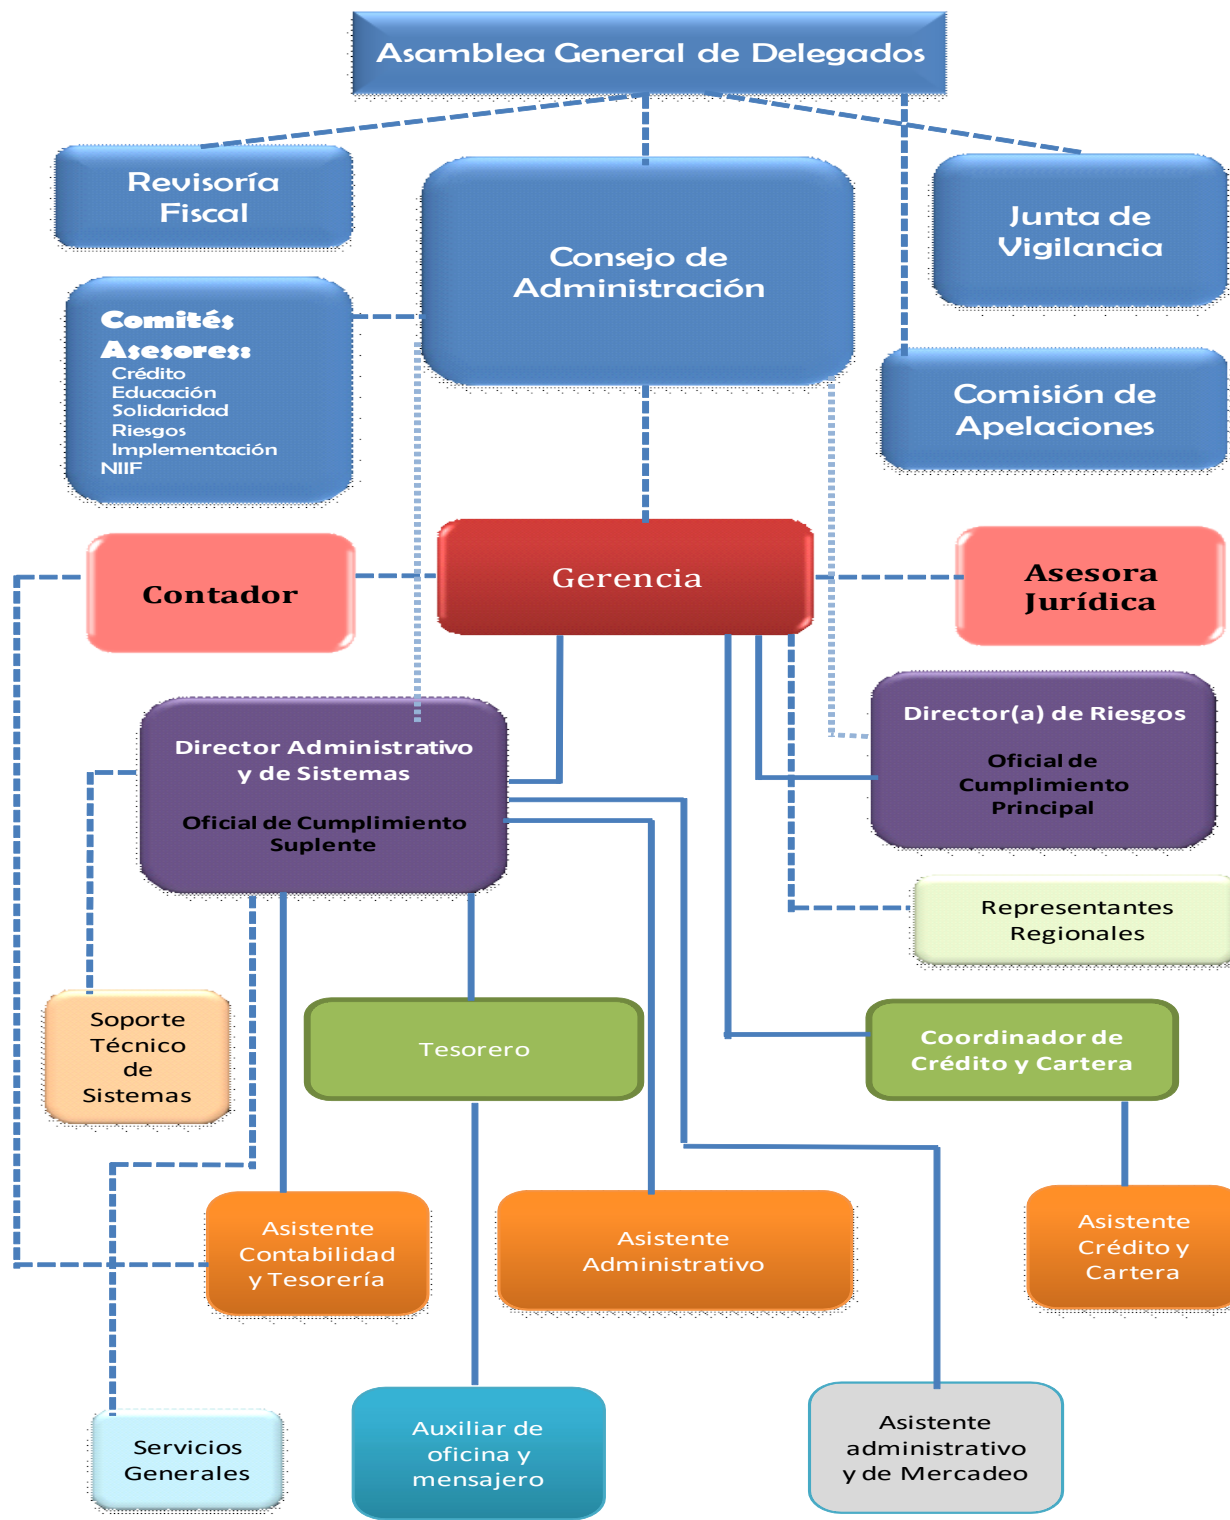 Asamblea General de Delegados
Revisoría
Fiscal
Consejo de
Administración
Junta de
Vigilancia
Comités
Asesores:
Crédito
Educación
Solidaridad
Riesgos
Implementación
NIIF
Comisión de
Apelaciones
Contador
Gerencia
Asesora
Jurídica
Director Administrativo
y de Sistemas
Oficial de Cumplimiento
Suplente
Director(a) de Riesgos
Oficial de
Cumplimiento
Principal
Representantes
Regionales
Soporte
Técnico
de
Sistemas
Tesorero
Coordinador de
Crédito y Cartera
Asistente
Contabilidad
y Tesorería
Asistente
Administrativo
Asistente
Crédito y
Cartera
Servicios
Generales
Auxiliar de
oficina y
mensajero
Asistente
administrativo
y de Mercadeo